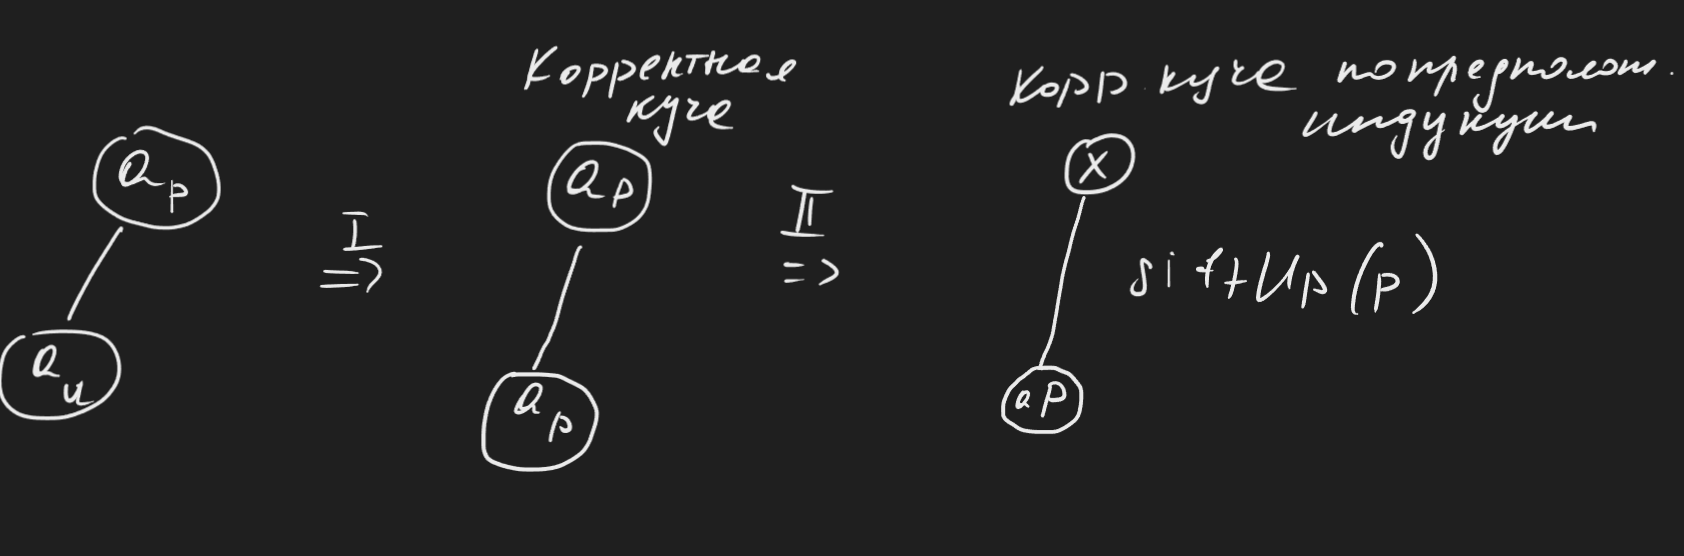 Корректная
куча
Корр. куча по предполож.
индукции
a_p
I
=>
a_u
a_p
II
=>
a_p
x
siftUp(p)
aP